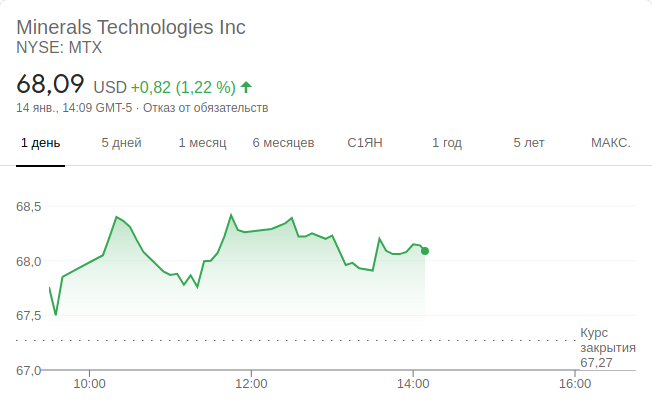 Minerals Technologies Inc
NYSE: MTX
68,09 USD +0,82 (1,22 %)
14 янв., 14:09 GMT-5 · Отказ от обязательств
1 день 5 дней 1 месяц 6 месяцев С1ЯН 1 год 5 лет МАКС.
68,5
68,0
67,5
Курс
закрытия
67,27
67,0
10:00 12:00 14:00 16:00